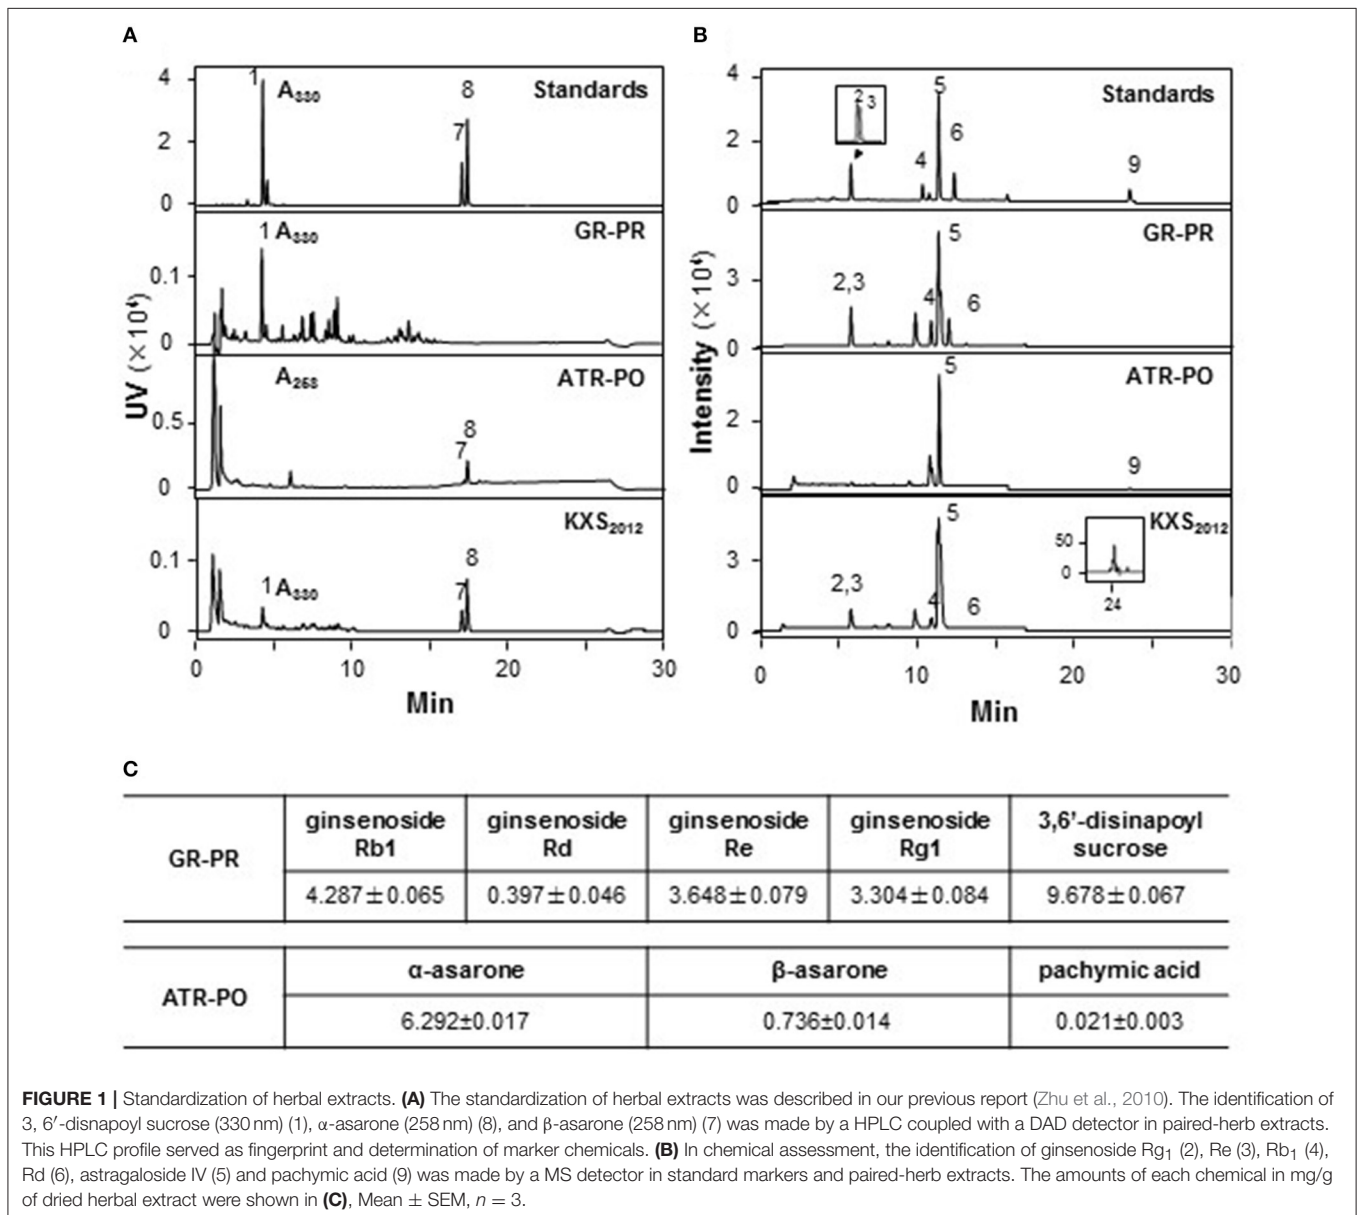 A
4
2
0
1
A₃₃₀
8
7
Standards
0.1
0
1 A₃₃₀
GR-PR
0.5
0
A₂₅₈
8
7
ATR-PO
0.1
0
1 A₃₃₀
8
7
KXS₂₀₁₂
UV (×10⁴)
0
10
20
30
Min
B
4
2
0
2
3
5
4
6
9
Standards
3
0
2,3
5
4
6
GR-PR
2
0
5
9
ATR-PO
3
0
2,3
5
4
6
50
0
24
KXS₂₀₁₂
Intensity (×10⁴)
0
10
20
30
Min
C
GR-PR
ginsenoside
Rb1
ginsenoside
Rd
ginsenoside
Re
ginsenoside
Rg1
3,6'-disinapoyl
sucrose
4.287±0.065
0.397±0.046
3.648±0.079
3.304±0.084
9.678±0.067
ATR-PO
α-asarone
β-asarone
pachymic acid
6.292±0.017
0.736±0.014
0.021±0.003
FIGURE 1 | Standardization of herbal extracts. (A) The standardization of herbal extracts was described in our previous report (Zhu et al., 2010). The identification of
3, 6′-disnapoyl sucrose (330 nm) (1), α-asarone (258 nm) (8), and β-asarone (258 nm) (7) was made by a HPLC coupled with a DAD detector in paired-herb extracts.
This HPLC profile served as fingerprint and determination of marker chemicals. (B) In chemical assessment, the identification of ginsenoside Rg₁ (2), Re (3), Rb₁ (4),
Rd (6), astragaloside IV (5) and pachymic acid (9) was made by a MS detector in standard markers and paired-herb extracts. The amounts of each chemical in mg/g
of dried herbal extract were shown in (C), Mean ± SEM, n = 3.